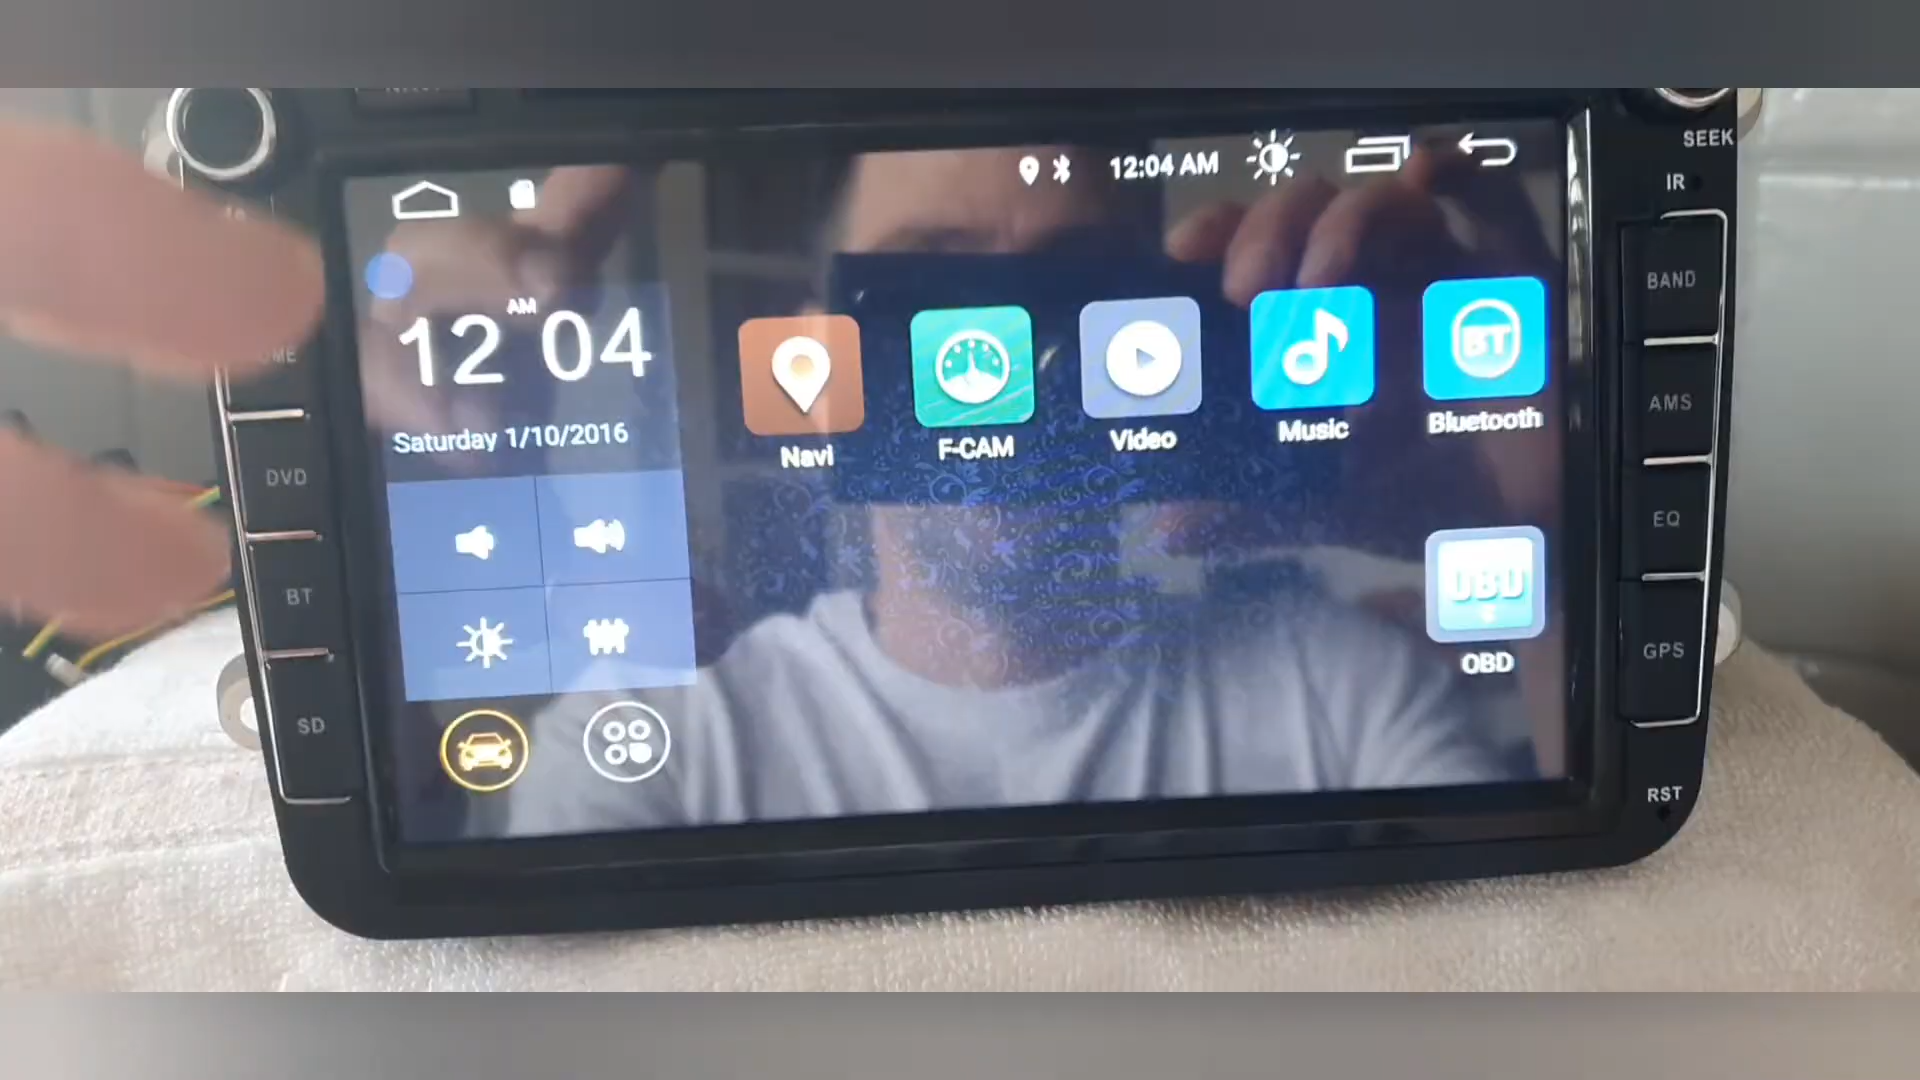 SEEK
IR
12:04 AM
AM
12 04
Saturday 1/10/2016
Navi
F-CAM
Video
Music
BT
Bluetooth
OBD
OBD
DVD
BT
SD
BAND
AMS
EQ
GPS
RST